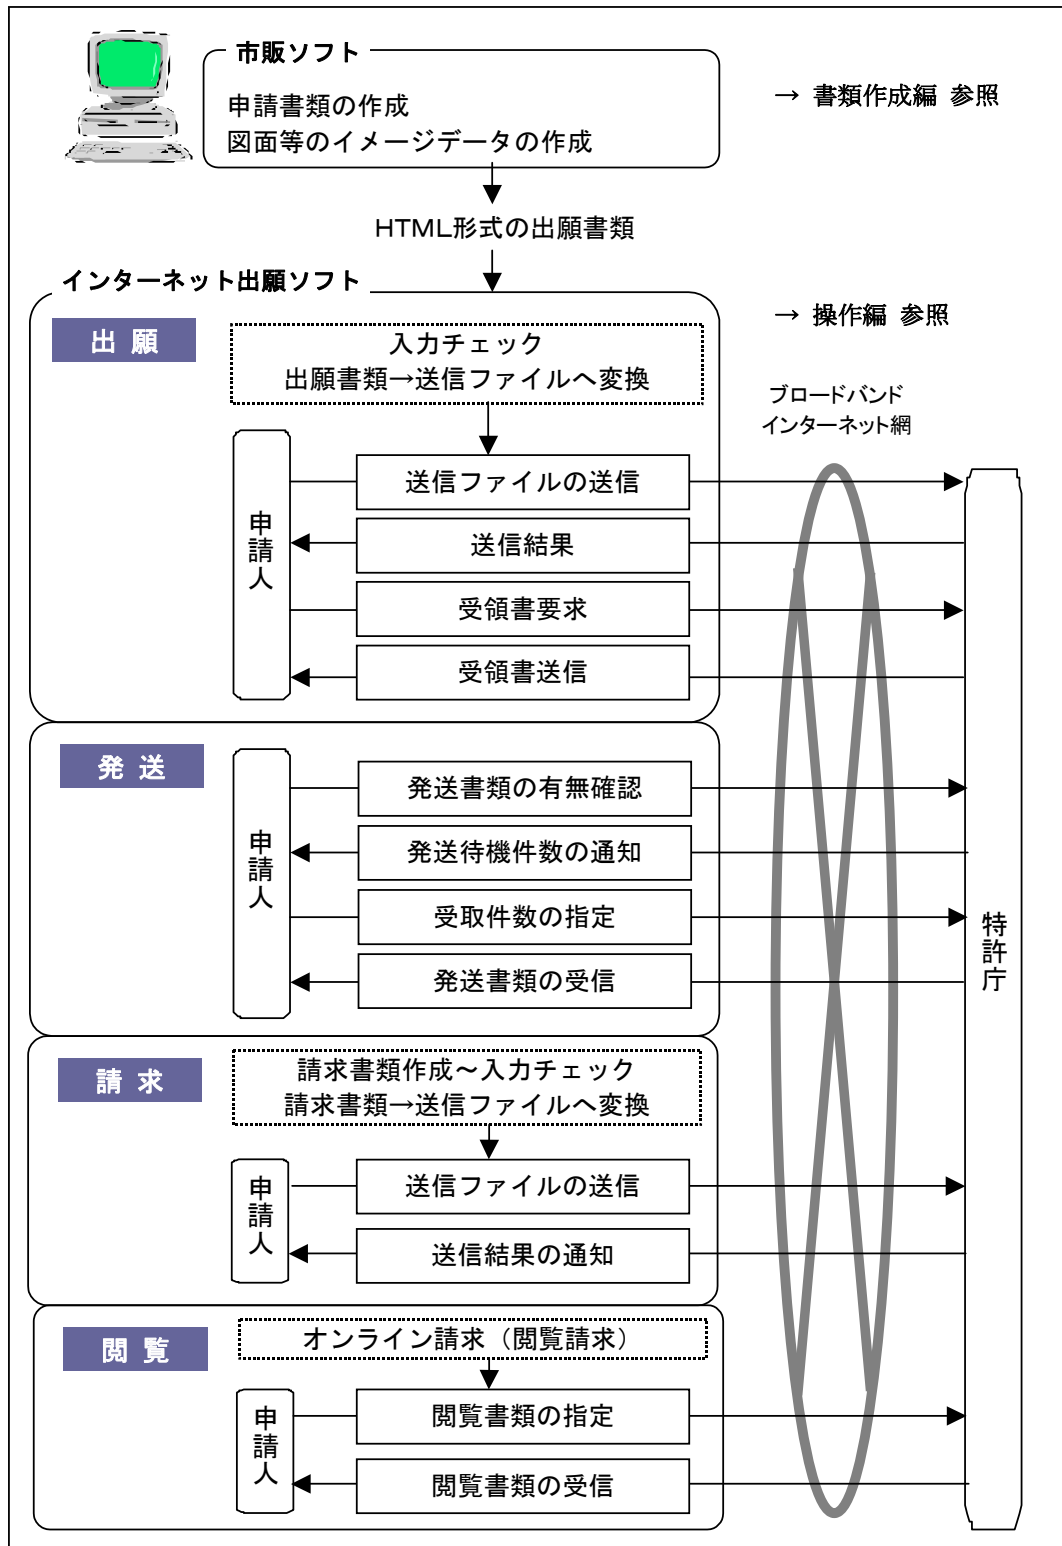 市販ソフト
申請書類の作成
図面等のイメージデータの作成
→ 書類作成編 参照
HTML形式の出願書類
インターネット出願ソフト
→ 操作編 参照
出 願
入力チェック
出願書類→送信ファイルへ変換
ブロードバンド
インターネット網
申請人
送信ファイルの送信
送信結果
受領書要求
受領書送信
特許庁
発 送
申請人
発送書類の有無確認
発送待機件数の通知
受取件数の指定
発送書類の受信
請 求
請求書類作成～入力チェック
請求書類→送信ファイルへ変換
申請人
送信ファイルの送信
送信結果の通知
閲 覧
オンライン請求（閲覧請求）
申請人
閲覧書類の指定
閲覧書類の受信